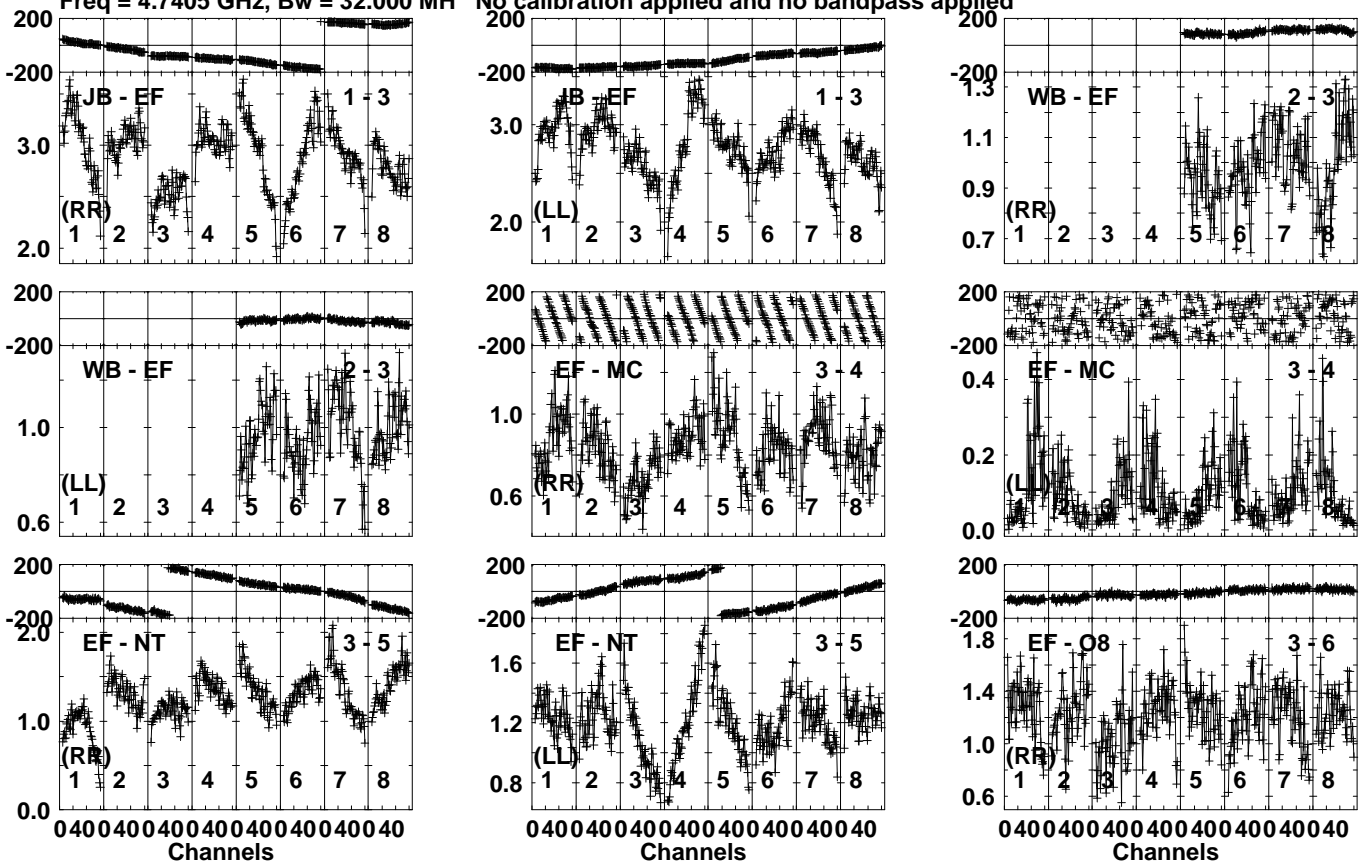 Freq = 4.7405 GHz, Bw = 32.000 MH No calibration applied and no bandpass applied
200
-200
JB - EF 1 - 3
3.0
2.0
(RR)
1 2 3 4 5 6 7 8
200
-200
JB - EF 1 - 3
3.0
2.0
(LL)
1 2 3 4 5 6 7 8
200
-200
1.3
WB - EF 2 - 3
1.1
0.9
0.7
(RR)
1 2 3 4 5 6 7 8
200
-200
WB - EF 2 - 3
1.0
0.6
(LL)
1 2 3 4 5 6 7 8
200
-200
EF - MC 3 - 4
1.0
0.6
(RR)
1 2 3 4 5 6 7 8
200
-200
EF - MC 3 - 4
0.4
0.2
0.0
(LL)
1 2 3 4 5 6 7 8
200
-200
2.0
EF - NT 3 - 5
1.0
0.0
(RR)
1 2 3 4 5 6 7 8
0 40 0 40 0 40 0 40 0 40 0 40 0 40 0 40
Channels
200
-200
EF - NT 3 - 5
1.6
1.2
0.8
(LL)
1 2 3 4 5 6 7 8
0 40 0 40 0 40 0 40 0 40 0 40 0 40 0 40
Channels
200
-200
1.8
EF - O8 3 - 6
1.4
1.0
0.6
(RR)
1 2 3 4 5 6 7 8
0 40 0 40 0 40 0 40 0 40 0 40 0 40 0 40
Channels